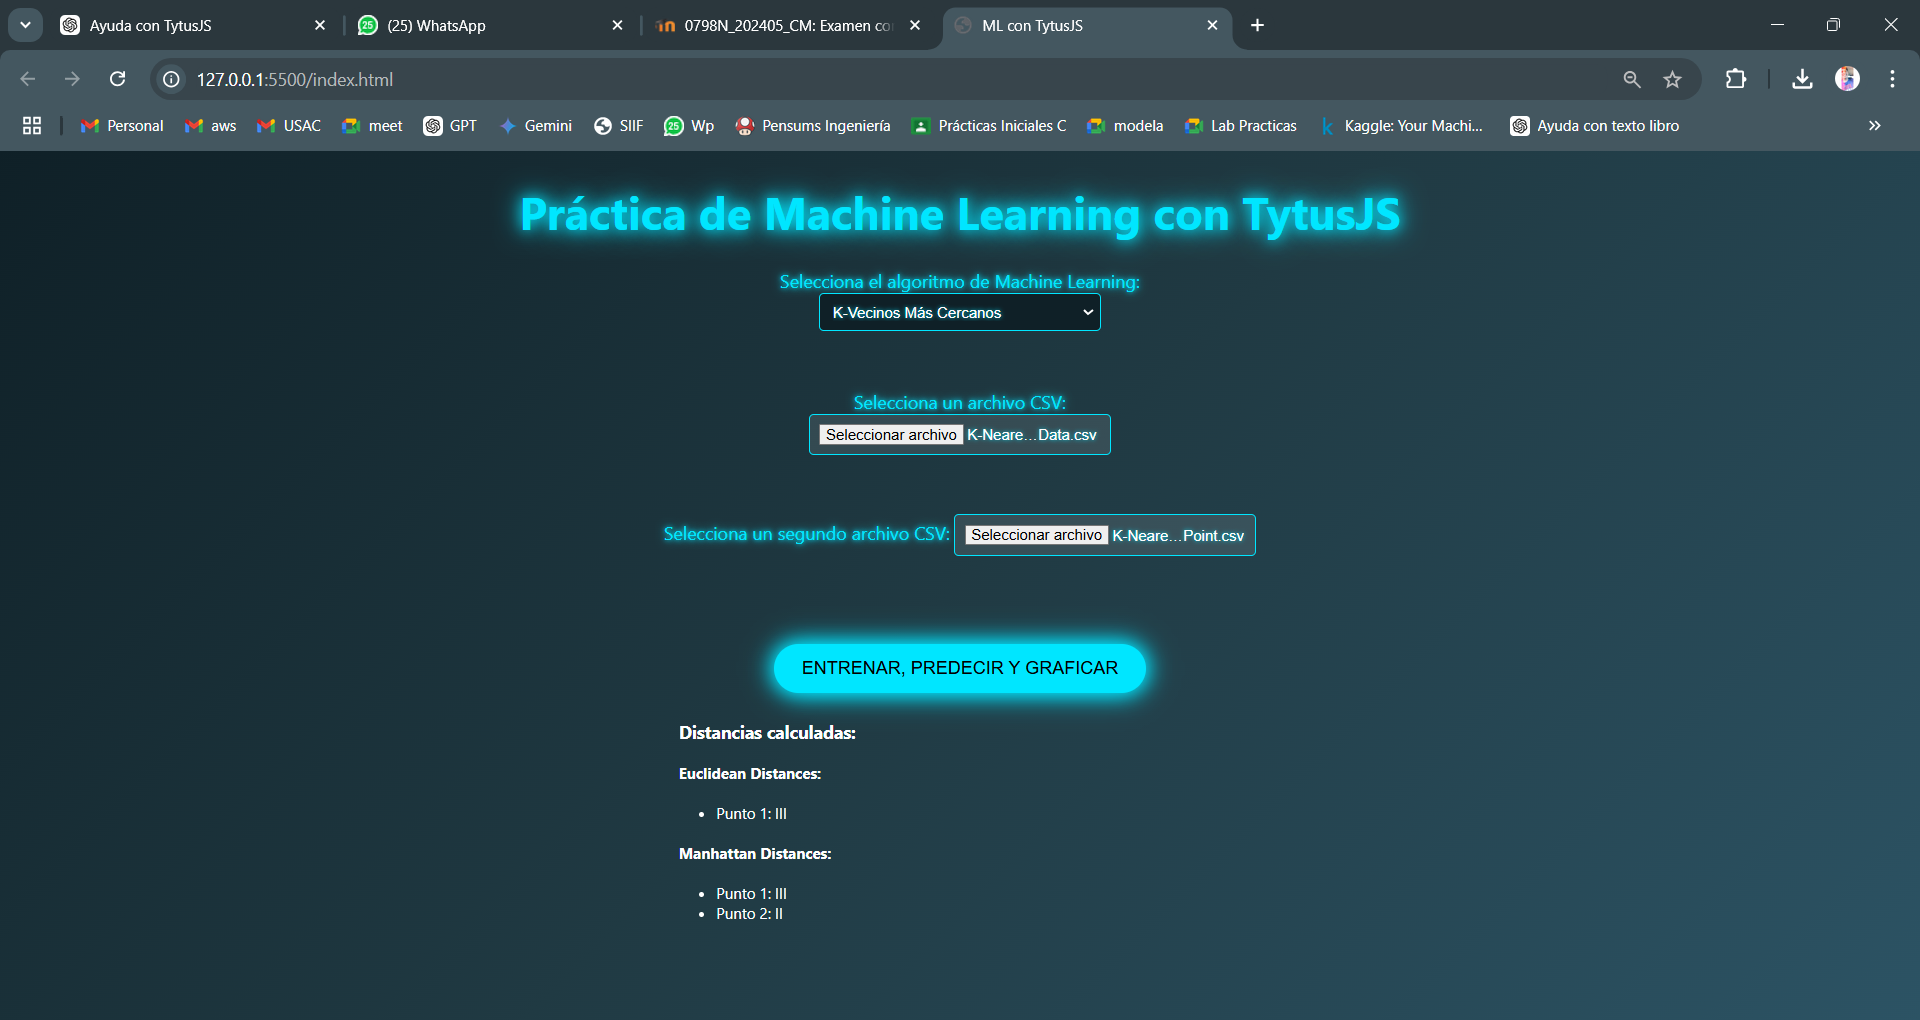 Ayuda con TytusJS
25 (25) WhatsApp
0798N_202405_CM: Examen co
ML con TytusJS
127.0.0.1:5500/index.html
Personal
aws
USAC
meet
GPT
Gemini
SIIF
25 Wp
Pensums Ingeniería
Prácticas Iniciales C
modela
Lab Practicas
k Kaggle: Your Machi...
Ayuda con texto libro
Práctica de Machine Learning con TytusJS
Selecciona el algoritmo de Machine Learning:
K-Vecinos Más Cercanos
Selecciona un archivo CSV:
Seleccionar archivo K-Neare...Data.csv
Selecciona un segundo archivo CSV: Seleccionar archivo K-Neare...Point.csv
ENTRENAR, PREDECIR Y GRAFICAR
Distancias calculadas:
Euclidean Distances:
• Punto 1: III
Manhattan Distances:
• Punto 1: III
• Punto 2: II